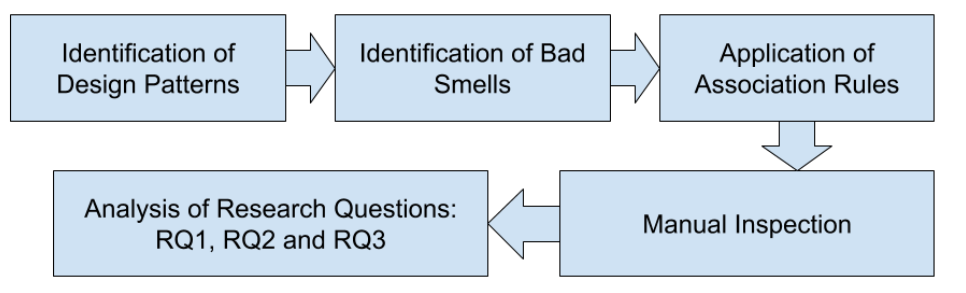 Identification of
Design Patterns
Identification of Bad
Smells
Application of
Association Rules
Manual Inspection
Analysis of Research Questions:
RQ1, RQ2 and RQ3